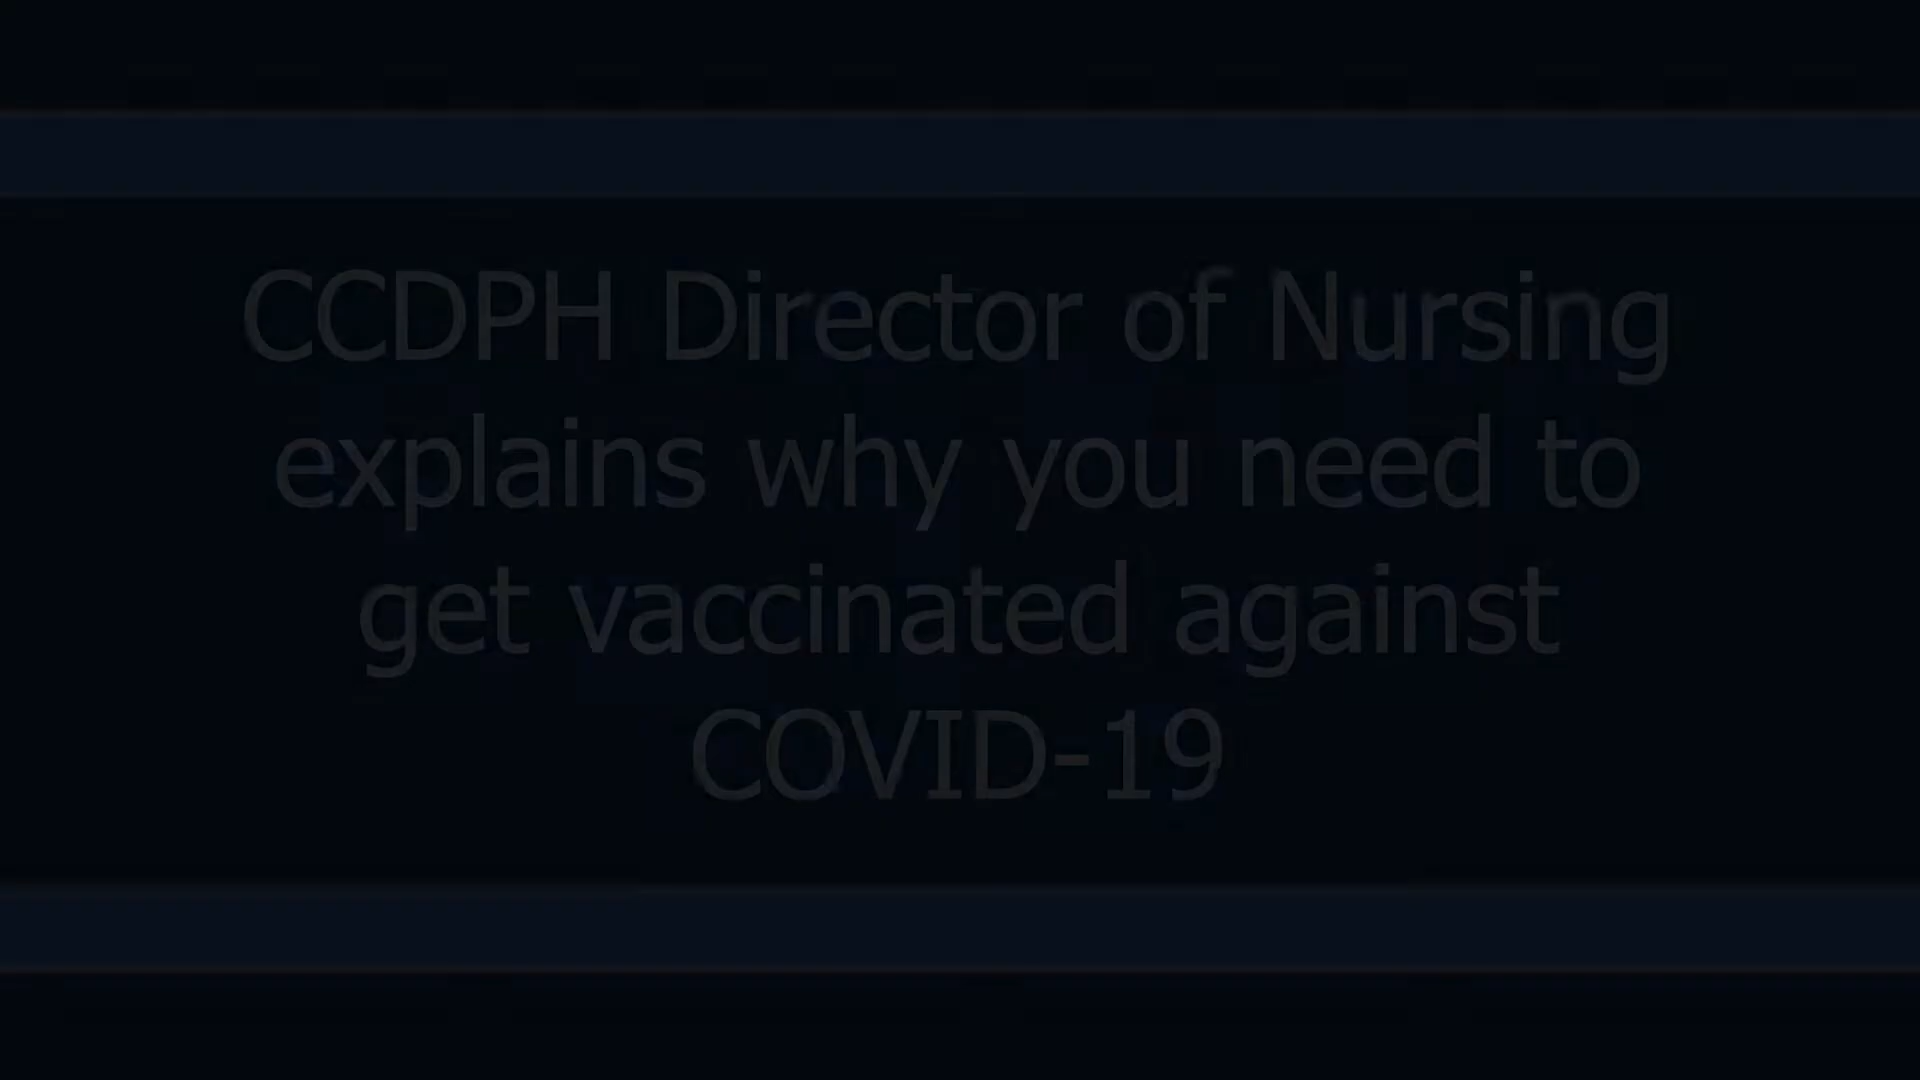 CCDPH Director of Nursing
explains why you need to
get vaccinated against
COVID-19